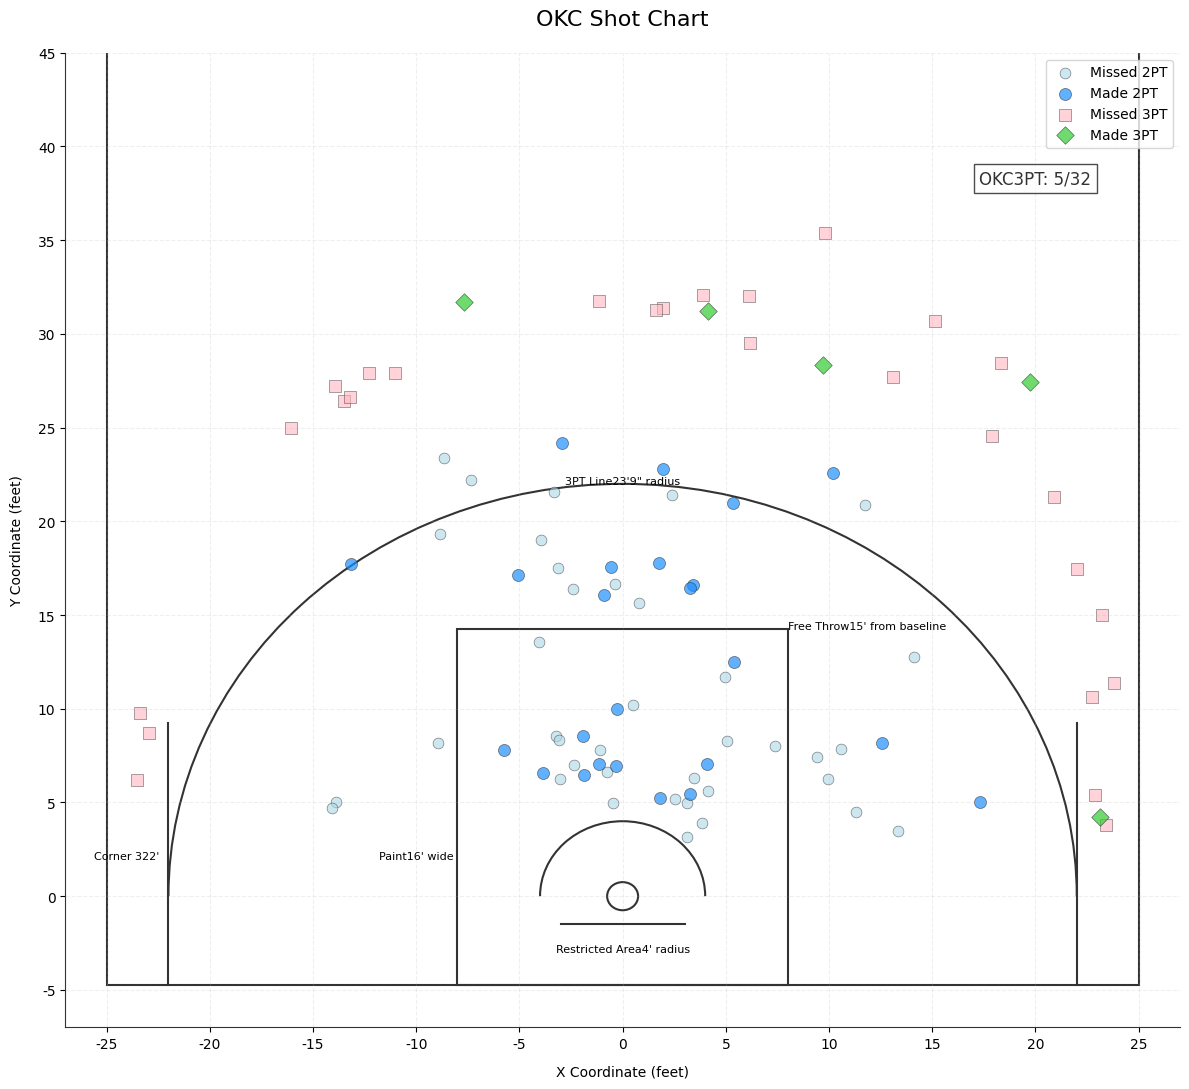 OKC Shot Chart
Missed 2PT
Made 2PT
Missed 3PT
Made 3PT
OKC3PT: 5/32
3PT Line23'9" radius
Free Throw15' from baseline
Corner 322'
Paint16' wide
Restricted Area4' radius
Y Coordinate (feet)
45
40
35
30
25
20
15
10
5
0
-5
-25
-20
-15
-10
-5
0
5
10
15
20
25
X Coordinate (feet)